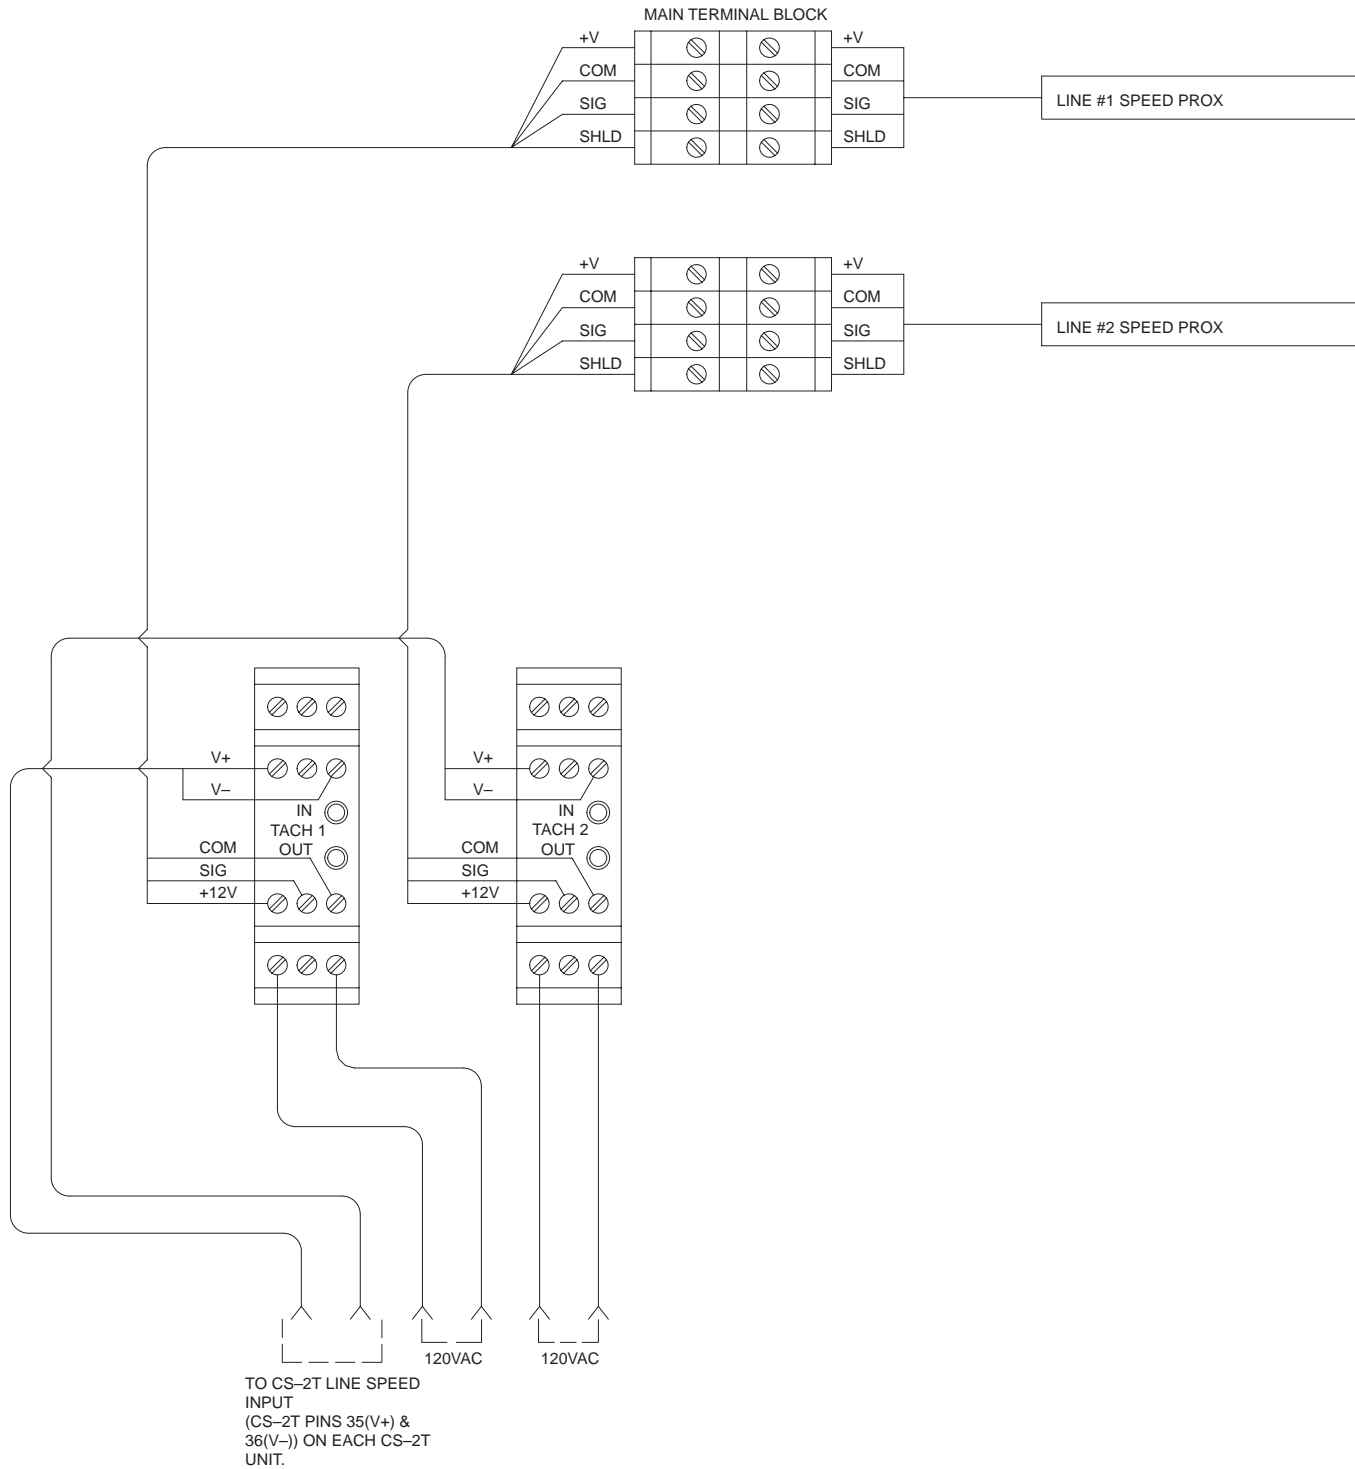 MAIN TERMINAL BLOCK
+V +V
COM COM
SIG SIG
SHLD SHLD
LINE #1 SPEED PROX
+V +V
COM COM
SIG SIG
SHLD SHLD
LINE #2 SPEED PROX
V+
V–
IN
TACH 1
OUT
COM
SIG
+12V
V+
V–
IN
TACH 2
OUT
COM
SIG
+12V
120VAC
120VAC
TO CS–2T LINE SPEED
INPUT
(CS–2T PINS 35(V+) &
36(V–)) ON EACH CS–2T
UNIT.